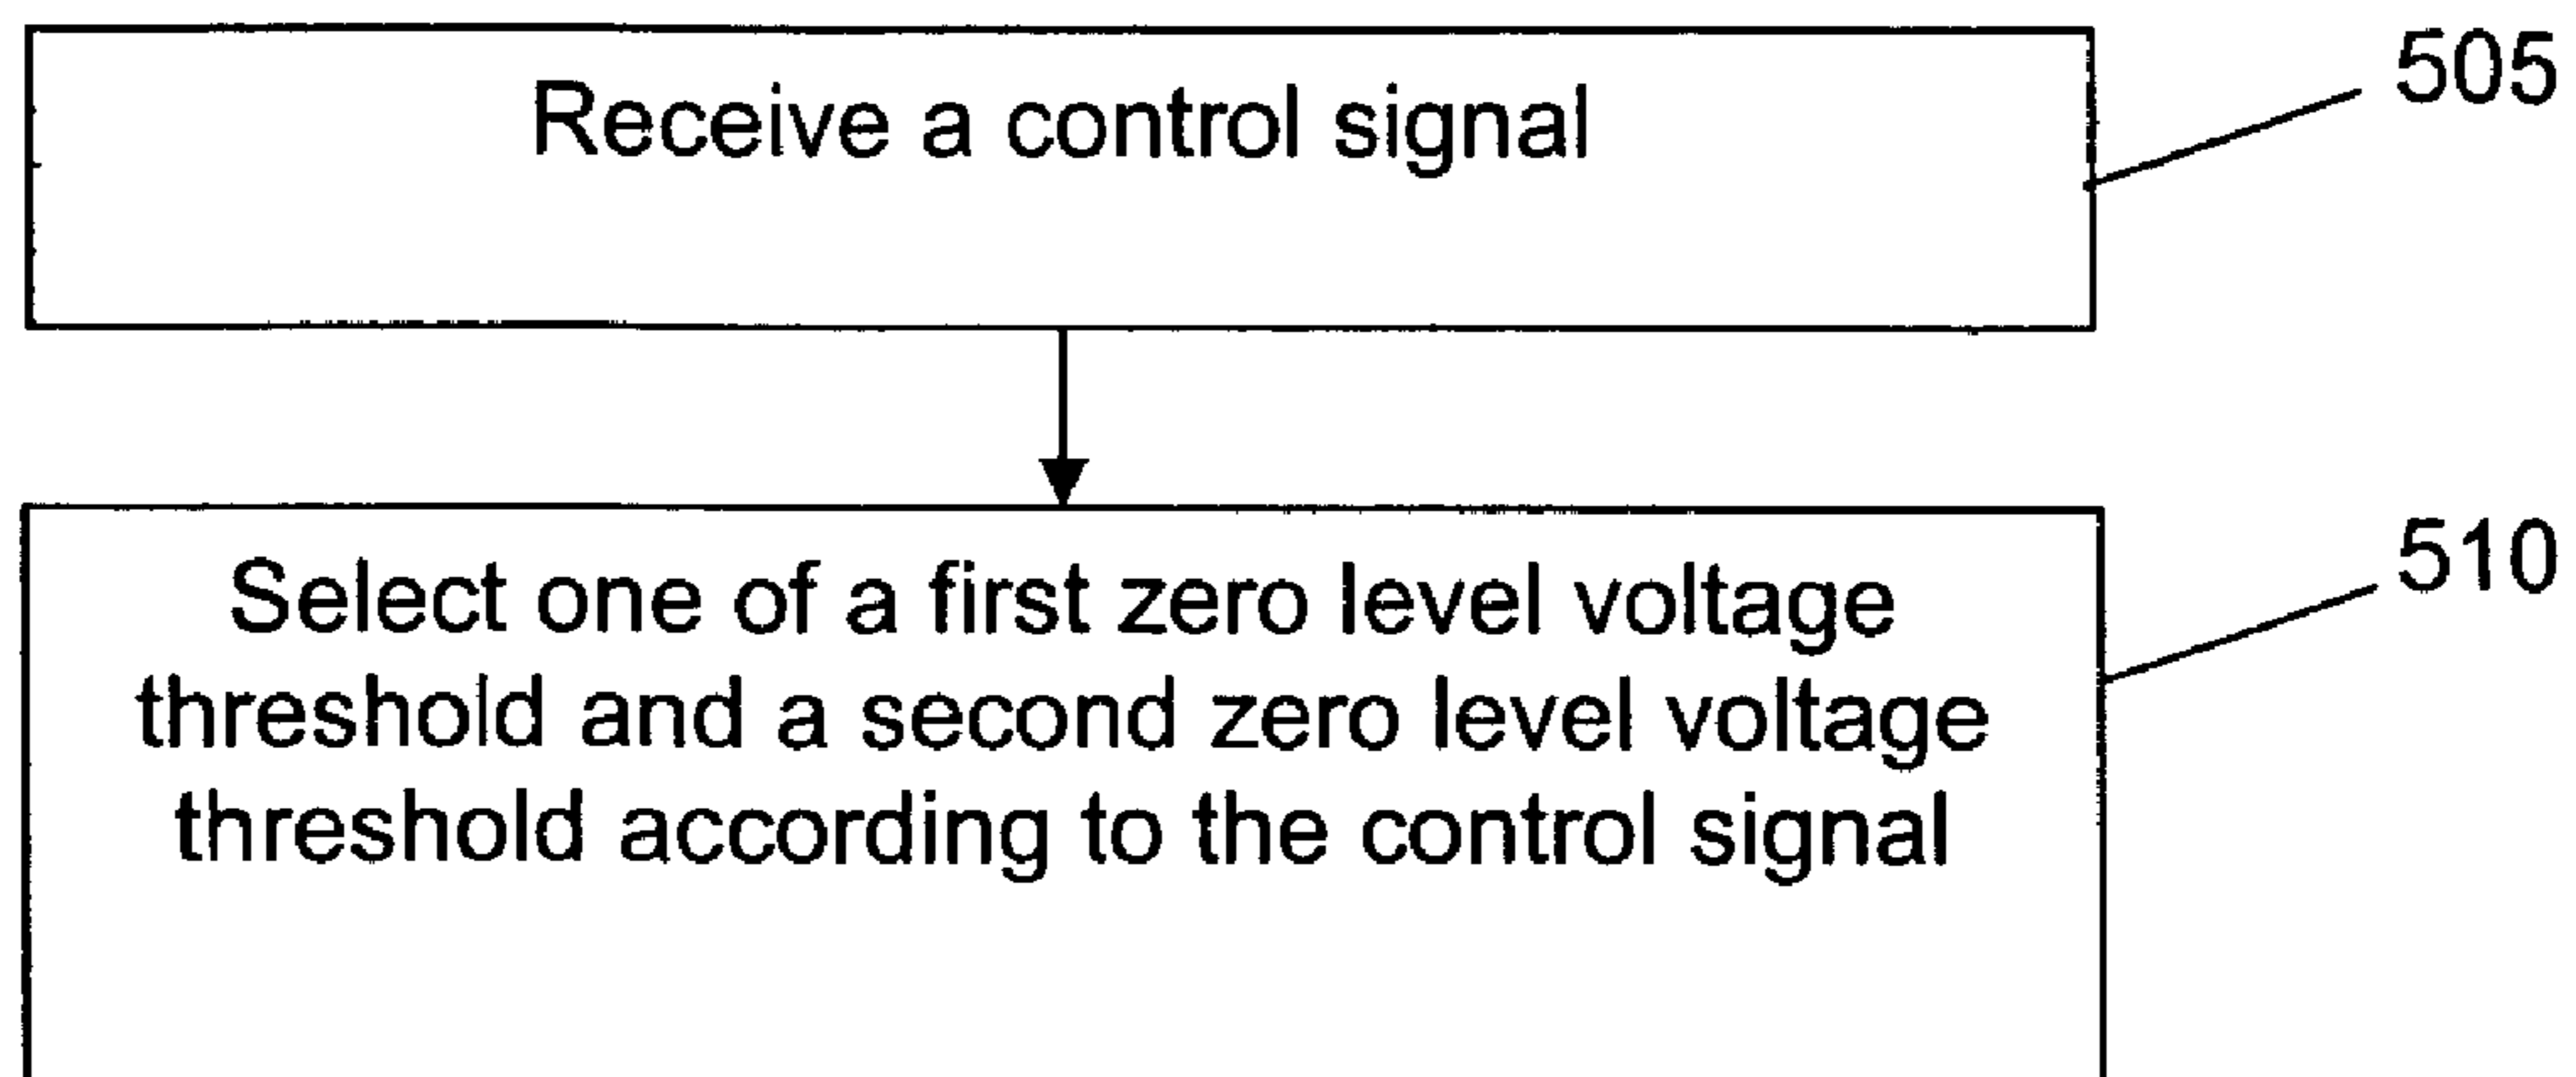 Receive a control signal
505
Select one of a first zero level voltage
threshold and a second zero level voltage
threshold according to the control signal
510